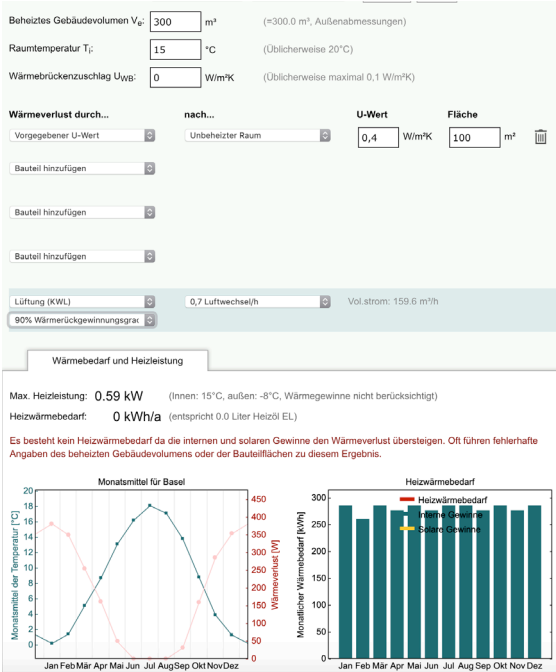 Beheiztes Gebäudevolumen Ve: 300 m³ (=300.0 m³, Außenabmessungen)
Raumtemperatur Ti: 15 °C (Üblicherweise 20°C)
Wärmebrückenzuschlag UWB: 0 W/m²K (Üblicherweise maximal 0,1 W/m²K)
Wärmeverlust durch... nach... U-Wert Fläche
Vorgegebener U-Wert Unbeheizter Raum 0,4 W/m²K 100 m²
Bauteil hinzufügen
Bauteil hinzufügen
Bauteil hinzufügen
Lüftung (KWL) 0,7 Luftwechsel/h Vol.strom: 159.6 m³/h
90% Wärmerückgewinnungsgrad
Wärmebedarf und Heizleistung
Max. Heizleistung: 0.59 kW (Innen: 15°C, außen: -8°C, Wärmegewinne nicht berücksichtigt)
Heizwärmebedarf: 0 kWh/a (entspricht 0.0 Liter Heizöl EL)
Es besteht kein Heizwärmebedarf da die internen und solaren Gewinne den Wärmeverlust übersteigen. Oft führen fehlerhafte
Angaben des beheizten Gebäudevolumens oder der Bauteilflächen zu diesem Ergebnis.
Monatsmittel für Basel
Monatsmittel der Temperatur [°C]
20
18
16
14
12
10
8
6
4
2
0
450
400
350
300
250
200
150
100
50
0
Wärmeverlust [W]
Jan Feb Mär Apr Mai Jun Jul Aug Sep Okt Nov Dez
Heizwärmebedarf
Monatlicher Wärmebedarf [kWh]
300
250
200
150
100
50
0
Heizwärmebedarf
Interne Gewinne
Solare Gewinne
Jan Feb Mär Apr Mai Jun Jul Aug Sep Okt Nov Dez